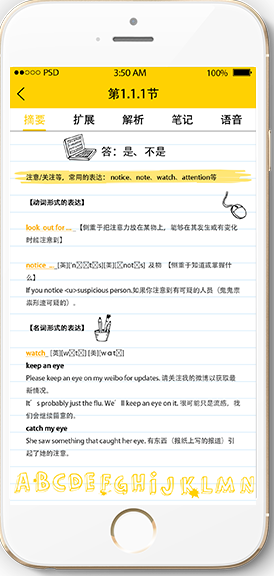 PSD 3:50 AM 100%
第1.1.1节
摘要 扩展 解析 笔记 语音
答：是、不是
注意/关注等，常用的表达：notice、note、watch、attention等
【动词形式的表达】
look out for ... 【侧重于把注意力放在某物上，能够在其发生或有变
化时能注意到】
notice ... [英][ˈn□□t□s][美][□not□s] 及物 【侧重于知道或掌握什
么】
If you notice <u>suspicious person.如果你注意到有可疑的人员（鬼鬼祟
祟形迹可疑的）.
【名词形式的表达】
watch [英][w□t□] [美][wɑt□]
keep an eye
Please keep an eye on my weibo for updates. 请关注我的微博以获取最
新情况。
It's probably just the flu. We'll keep an eye on it. 很可能只是流感，我
们会继续留意的。
catch my eye
She saw something that caught her eye. 有东西（报纸上写的报道）引
起了她的注意。
ABCDEFGHIJKLMN